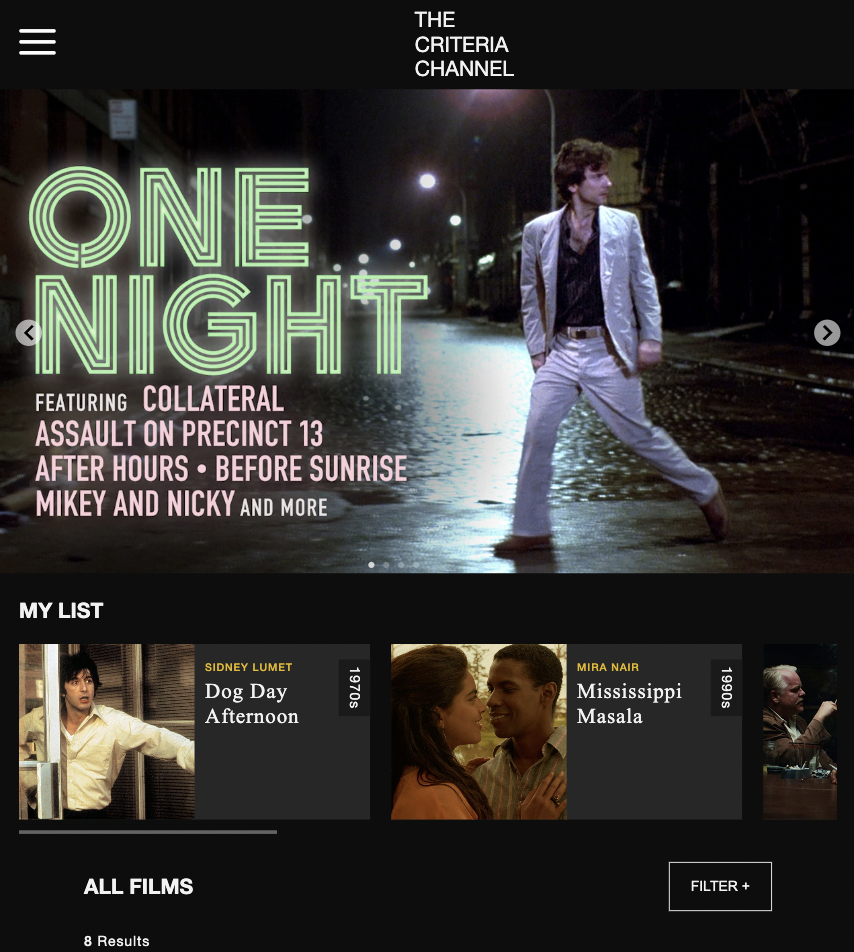 THE
CRITERIA
CHANNEL
ONE
NIGHT
FEATURING COLLATERAL
ASSAULT ON PRECINCT 13
AFTER HOURS • BEFORE SUNRISE
MIKEY AND NICKY AND MORE
MY LIST
SIDNEY LUMET
Dog Day
Afternoon
1970s
MIRA NAIR
Mississippi
Masala
1990s
ALL FILMS
FILTER +
8 Results